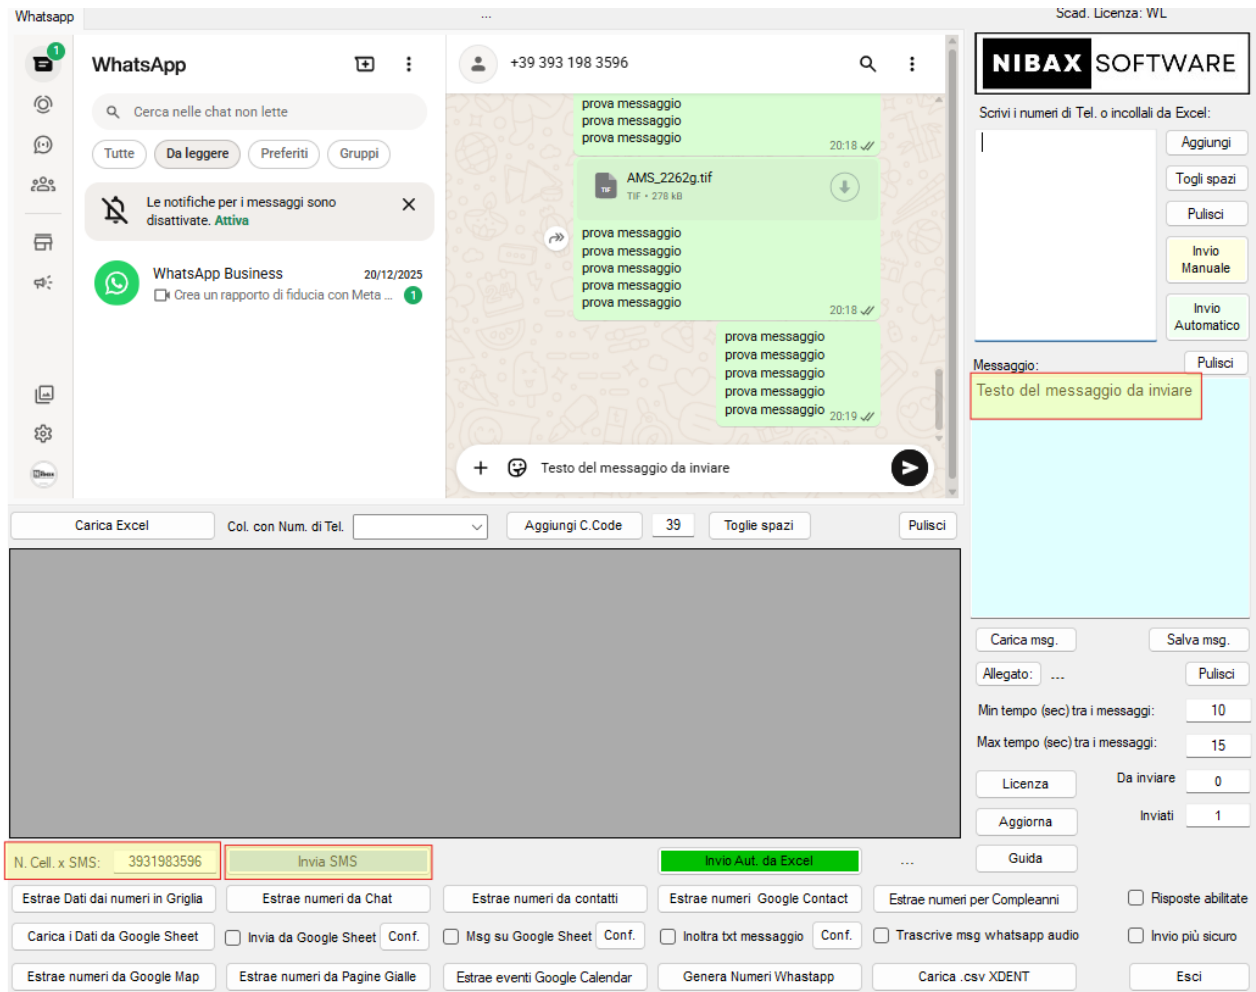 Whatsapp
...
Scad. Licenza: WL
1
WhatsApp
+39 393 198 3596
NIBAX SOFTWARE
Cerca nelle chat non lette
Scrivi i numeri di Tel. o incollali da Excel:
Tutte
Da leggere
Preferiti
Gruppi
prova messaggio
prova messaggio
prova messaggio
20:18
AMS_2262g.tif
TIF
TIF • 278 kB
Le notifiche per i messaggi sono
disattivate. Attiva
prova messaggio
prova messaggio
prova messaggio
prova messaggio
prova messaggio
20:18
WhatsApp Business
20/12/2025
Crea un rapporto di fiducia con Meta ...
1
prova messaggio
prova messaggio
prova messaggio
prova messaggio
prova messaggio
20:19
Testo del messaggio da inviare
Aggiungi
Togli spazi
Pulisci
Invio
Manuale
Invio
Automatico
Messaggio:
Pulisci
Testo del messaggio da inviare
Carica Excel
Col. con Num. di Tel.
Aggiungi C.Code
39
Toglie spazi
Pulisci
Carica msg.
Salva msg.
Allegato:
---
Pulisci
Min tempo (sec) tra i messaggi:
10
Max tempo (sec) tra i messaggi:
15
Licenza
Da inviare
0
Aggiorna
Inviati
1
N. Cell. x SMS:
3931983596
Invia SMS
Invio Aut. da Excel
...
Guida
Estrae Dati dai numeri in Griglia
Estrae numeri da Chat
Estrae numeri da contatti
Estrae numeri Google Contact
Estrae numeri per Compleanni
Risposte abilitate
Carica i Dati da Google Sheet
Invia da Google Sheet
Conf.
Msg su Google Sheet
Conf.
Inoltra txt messaggio
Conf.
Trascrive msg whatsapp audio
Invio più sicuro
Estrae numeri da Google Map
Estrae numeri da Pagine Gialle
Estrae eventi Google Calendar
Genera Numeri Whastapp
Carica .csv XDENT
Esci